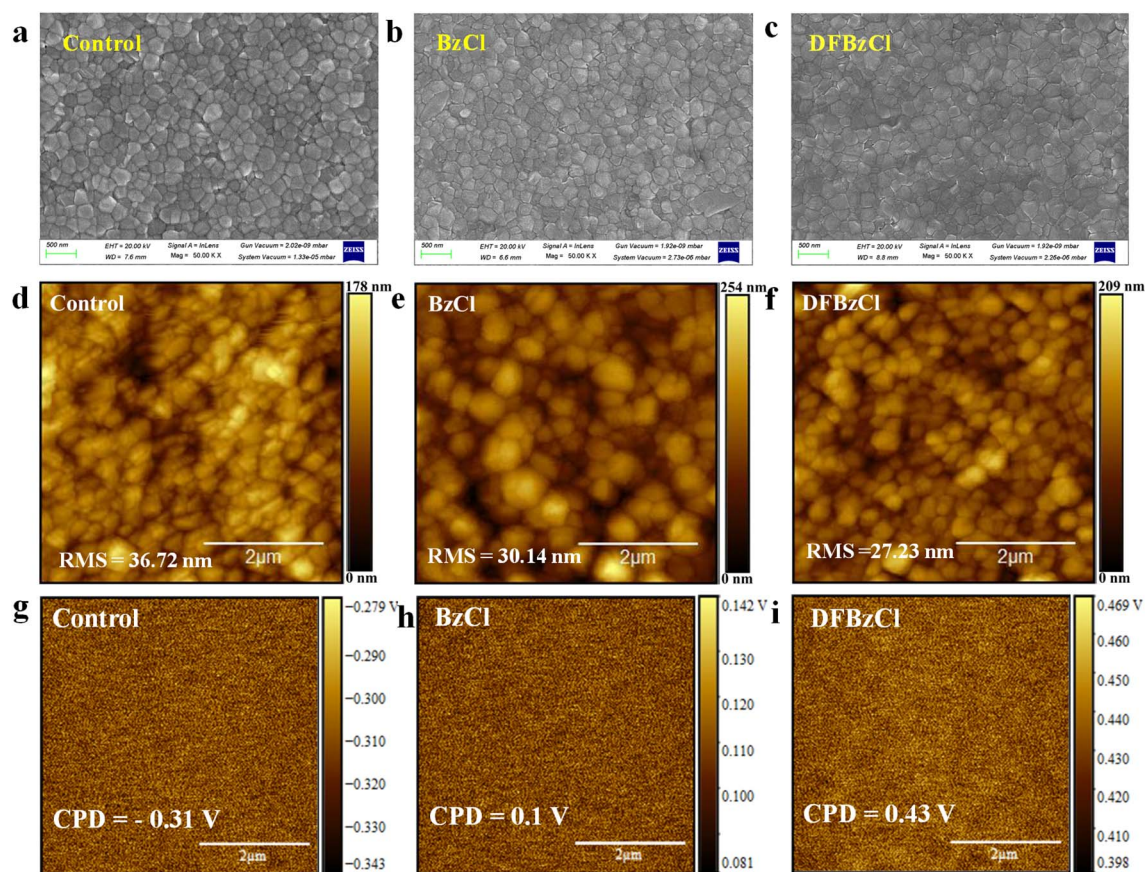 a
Control
500 nm
EHT = 20.00 kV
Signal A = InLens
Gun Vacuum = 2.02e-09 mbar
WD = 7.6 mm
Mag = 50.00 K X
System Vacuum = 1.33e-05 mbar
ZEISS
b
BzCl
500 nm
EHT = 20.00 kV
Signal A = InLens
Gun Vacuum = 1.92e-09 mbar
WD = 6.6 mm
Mag = 50.00 K X
System Vacuum = 2.73e-06 mbar
ZEISS
c
DFBzCl
500 nm
EHT = 20.00 kV
Signal A = InLens
Gun Vacuum = 1.92e-09 mbar
WD = 8.8 mm
Mag = 50.00 K X
System Vacuum = 2.26e-06 mbar
ZEISS
d
Control
178 nm
RMS = 36.72 nm
2μm
0 nm
e
BzCl
254 nm
RMS = 30.14 nm
2μm
0 nm
f
DFBzCl
209 nm
RMS =27.23 nm
2μm
0 nm
g
Control
−0.279 V
−0.290
−0.300
−0.310
−0.320
−0.330
−0.343
CPD = - 0.31 V
2μm
h
BzCl
0.142 V
0.130
0.120
0.110
0.100
0.081
CPD = 0.1 V
2μm
i
DFBzCl
0.469 V
0.460
0.450
0.440
0.430
0.420
0.410
0.398
CPD = 0.43 V
2μm